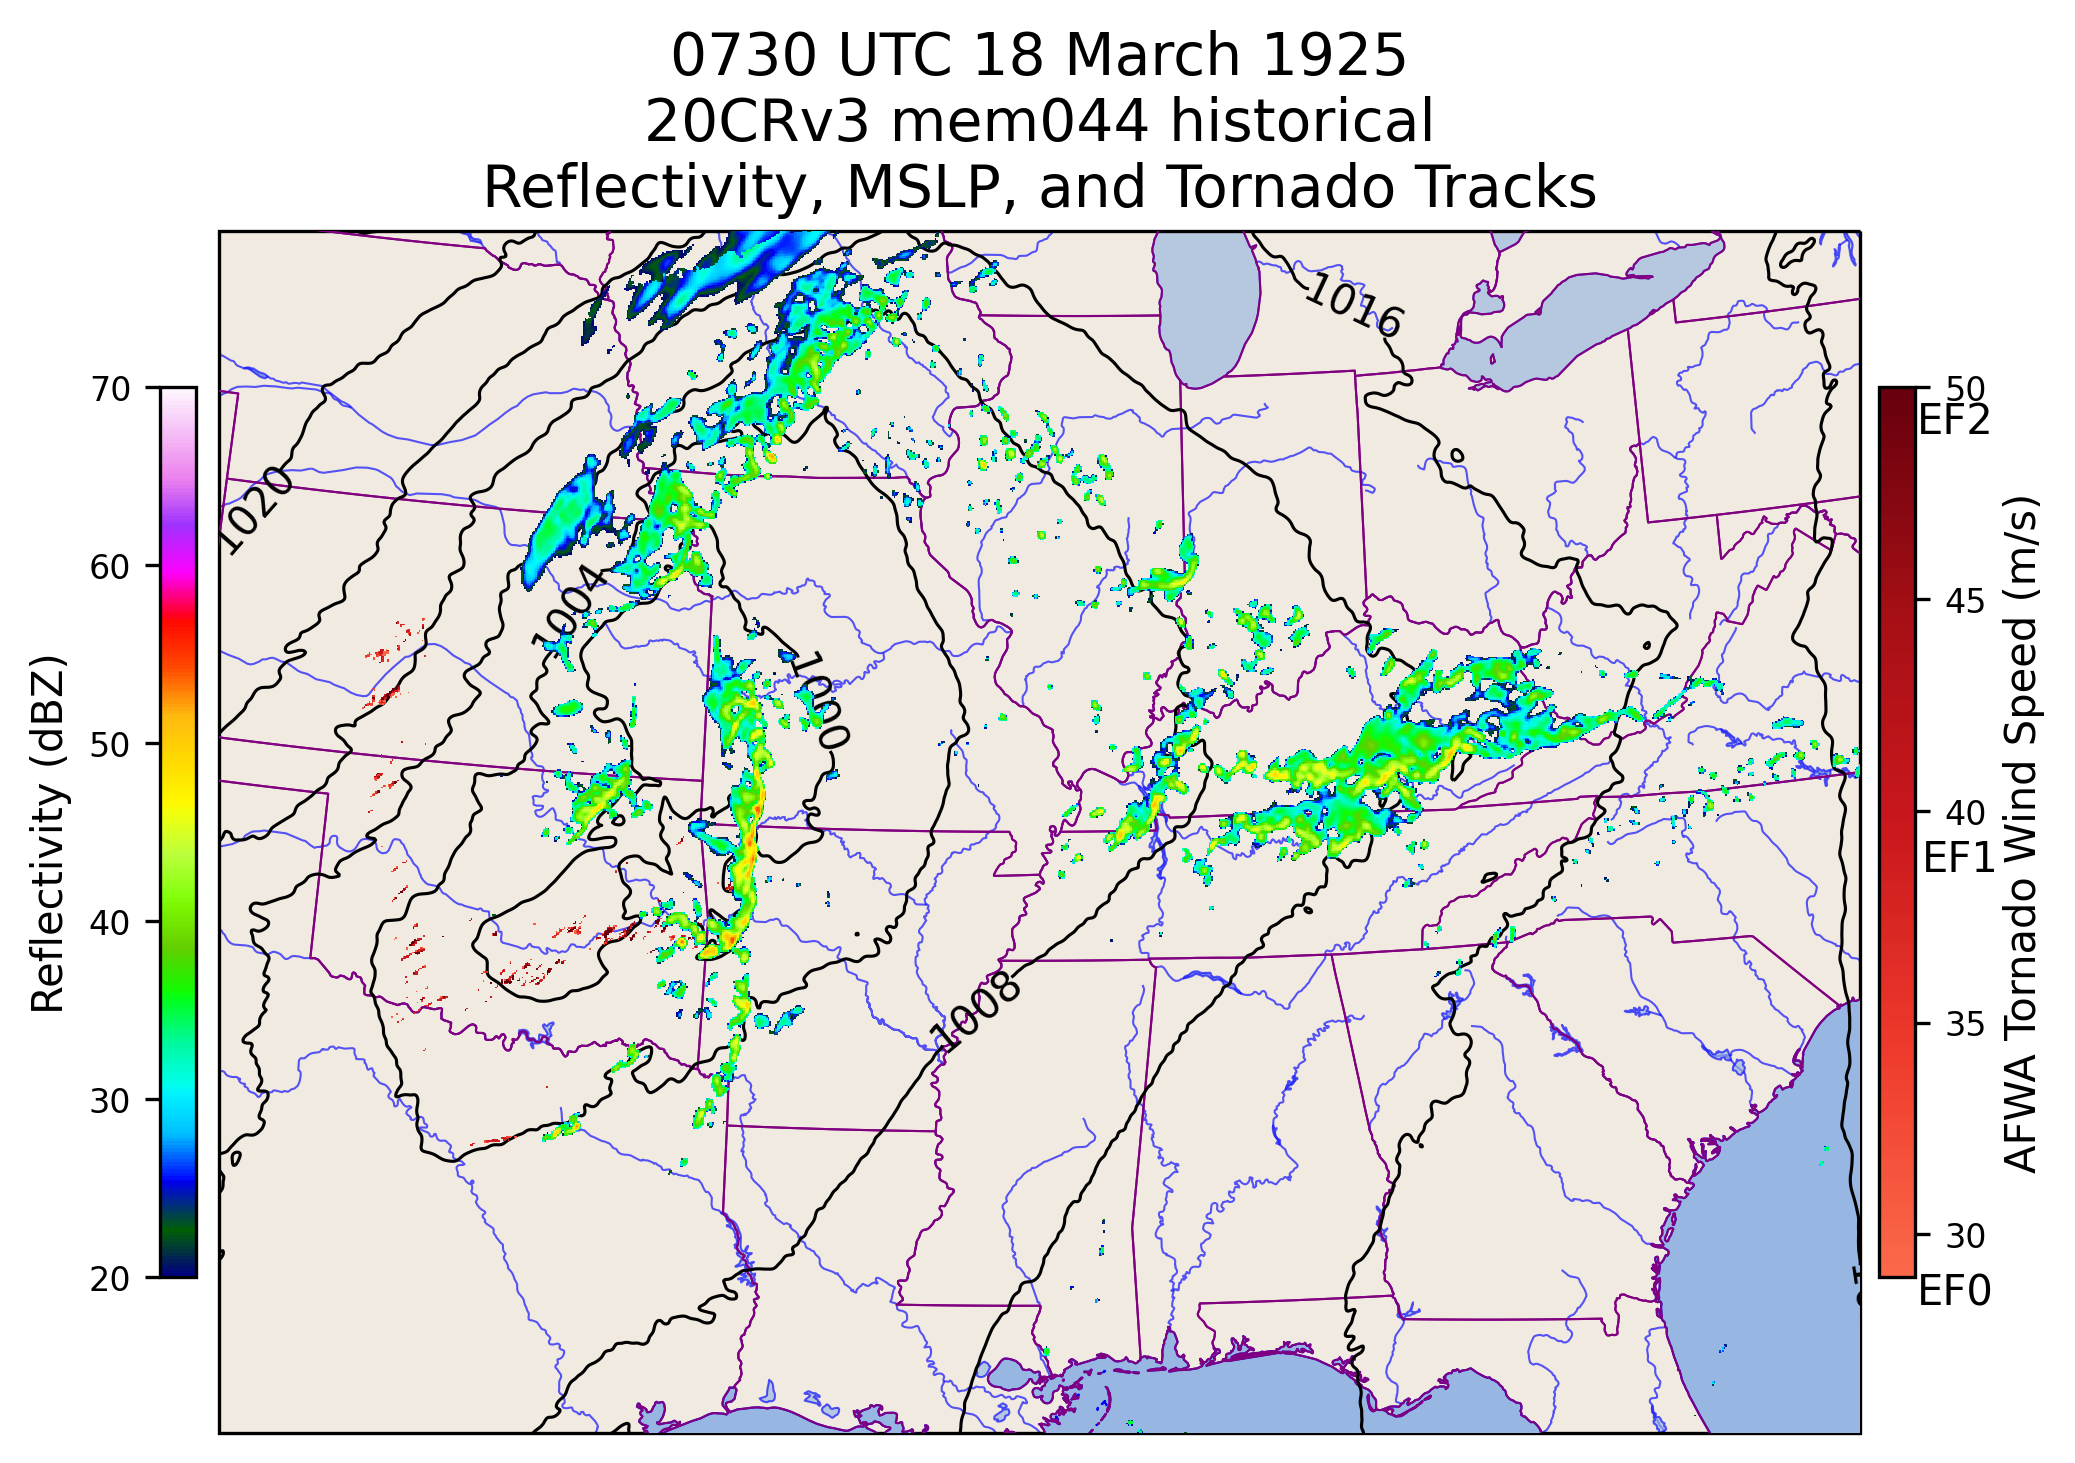 0730 UTC 18 March 1925
20CRv3 mem044 historical
Reflectivity, MSLP, and Tornado Tracks
Reflectivity (dBZ)
70
60
50
40
30
20
1020
1004
1000
1008
1016
50
EF2
45
40
EF1
35
30
EF0
AFWA Tornado Wind Speed (m/s)